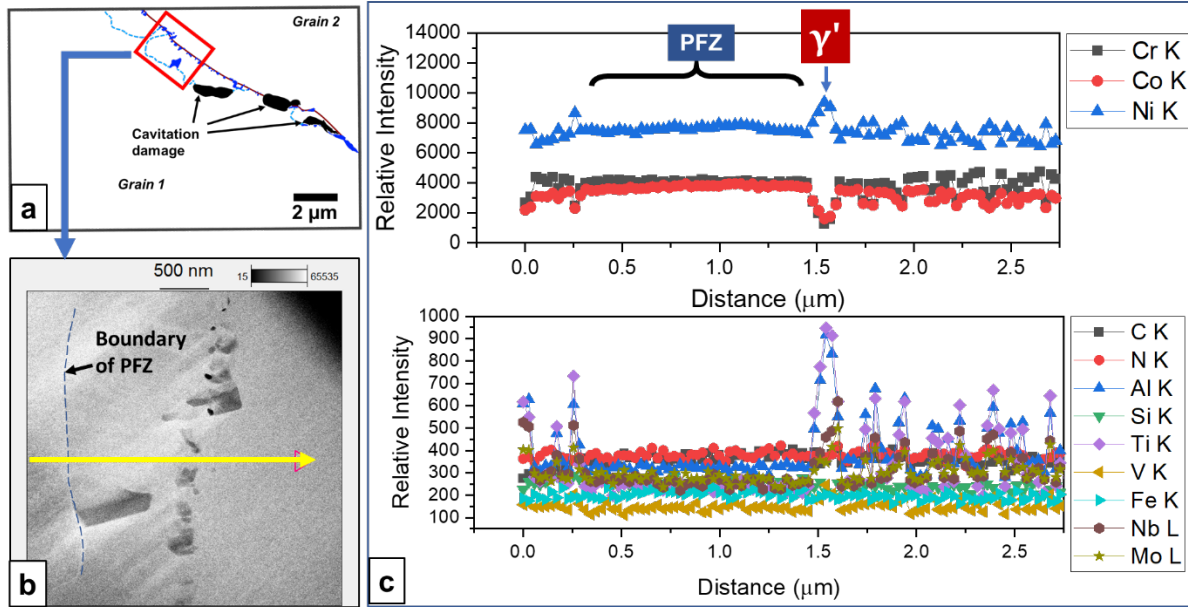 Grain 2
Cavitation
damage
Grain 1
2 μm
a
500 nm
15
65535
Boundary
of PFZ
b
PFZ
γ'
14000
12000
10000
8000
6000
4000
2000
0
Relative Intensity
0.0 0.5 1.0 1.5 2.0 2.5
Distance (μm)
Cr K
Co K
Ni K
1000
900
800
700
600
500
400
300
200
100
Relative Intensity
0.0 0.5 1.0 1.5 2.0 2.5
Distance (μm)
C K
N K
Al K
Si K
Ti K
V K
Fe K
Nb L
Mo L
c